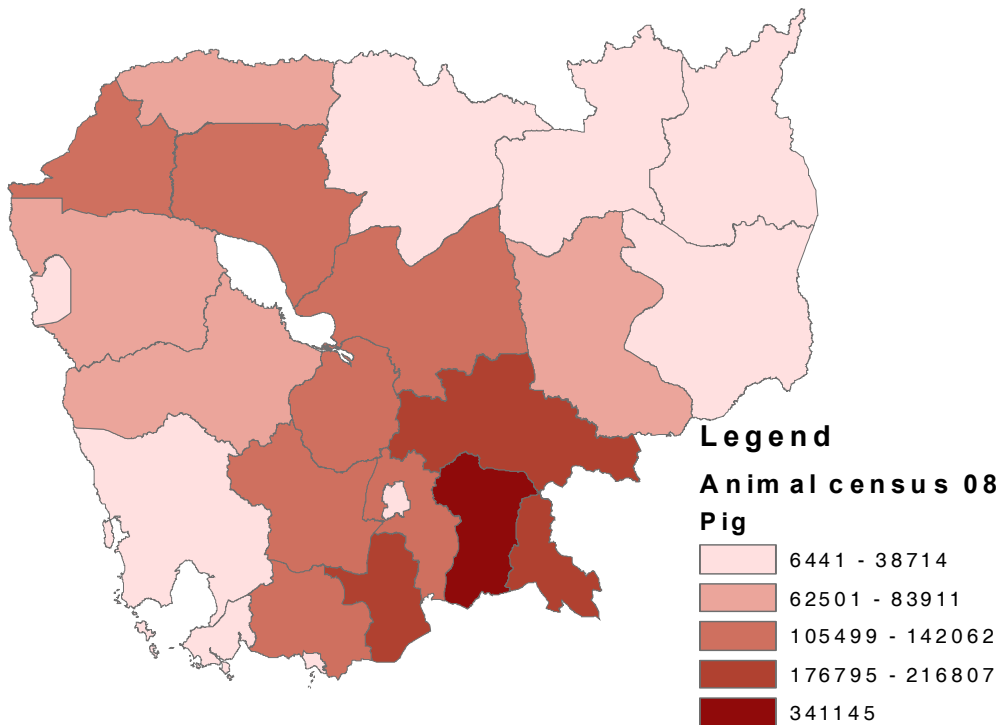 Legend
Animal census 08
Pig
6441 - 38714
62501 - 83911
105499 - 142062
176795 - 216807
341145